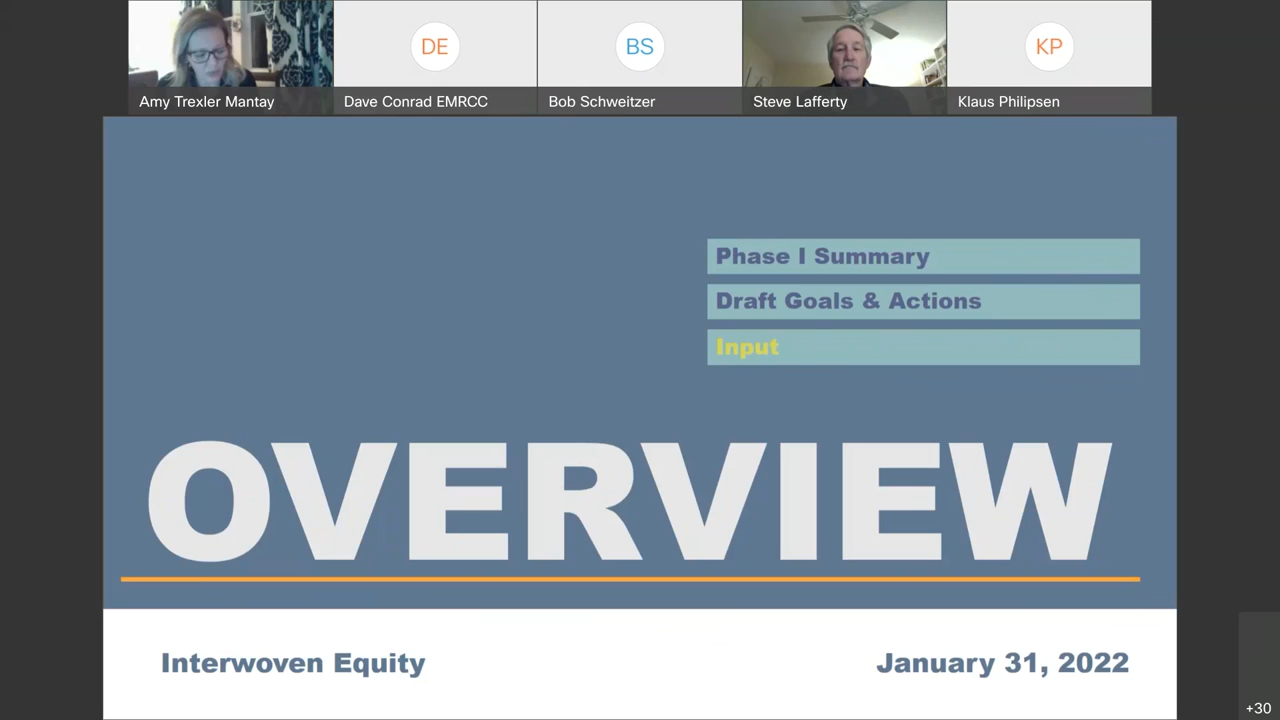 DE
BS
KP
Amy Trexler Mantay
Dave Conrad EMRCC
Bob Schweitzer
Steve Lafferty
Klaus Philipsen
Phase I Summary
Draft Goals & Actions
Input
OVERVIEW
Interwoven Equity
January 31, 2022
+30